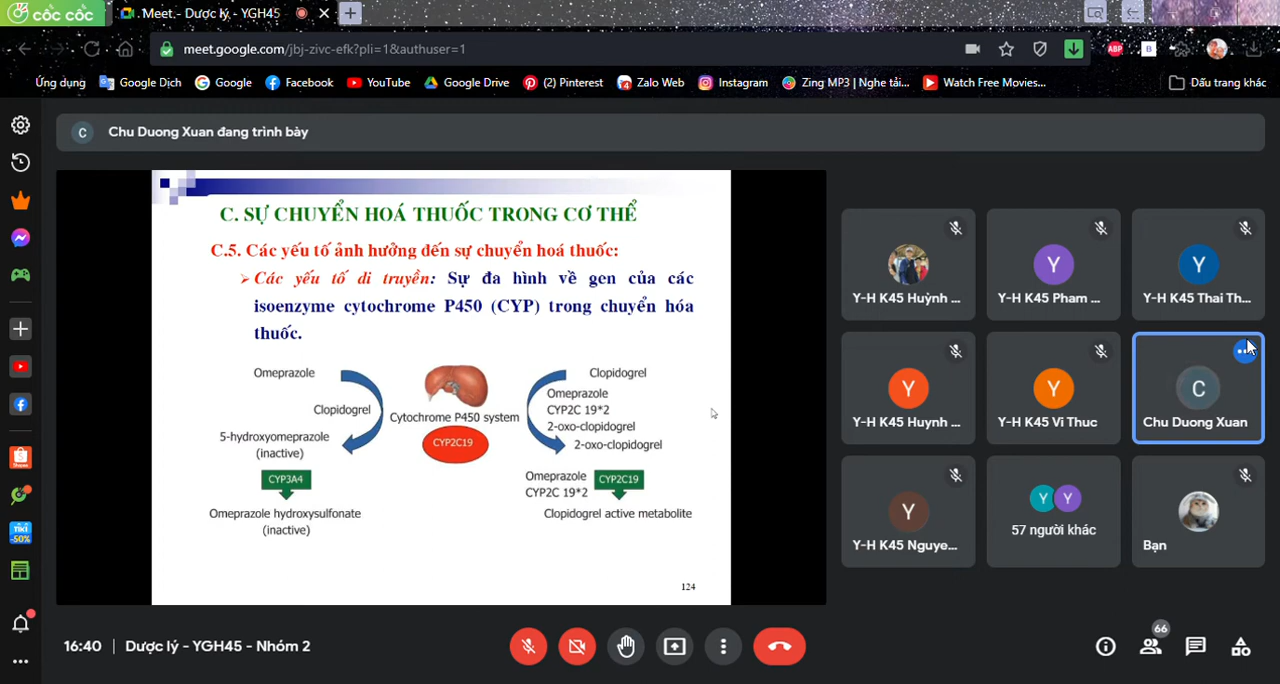 cốc cốc
Meet - Dược lý - YGH45
meet.google.com/jbj-zivc-efk?pli=1&authuser=1
ABP
B
Ứng dụng
Google Dịch
Google
Facebook
YouTube
Google Drive
(2) Pinterest
Zalo Web
Instagram
Zing MP3 | Nghe tải...
Watch Free Movies...
Dấu trang khác
C
Chu Duong Xuan đang trình bày
C. SỰ CHUYỂN HOÁ THUỐC TRONG CƠ THỂ
C.5. Các yếu tố ảnh hưởng đến sự chuyển hoá thuốc:
Các yếu tố di truyền: Sự đa hình về gen của các
isoenzyme cytochrome P450 (CYP) trong chuyển hóa
thuốc.
Omeprazole
Clopidogrel
5-hydroxyomeprazole
(inactive)
CYP3A4
Omeprazole hydroxysulfonate
(inactive)
Cytochrome P450 system
CYP2C19
Clopidogrel
Omeprazole
CYP2C 19*2
2-oxo-clopidogrel
2-oxo-clopidogrel
Omeprazole
CYP2C 19*2
CYP2C19
Clopidogrel active metabolite
124
Y-H K45 Huỳnh ...
Y
Y-H K45 Pham ...
Y
Y-H K45 Thai Th...
Y
Y-H K45 Huynh ...
Y
Y-H K45 Vi Thuc
C
Chu Duong Xuan
Y
Y-H K45 Nguye...
Y
Y
57 người khác
Bạn
16:40 | Dược lý - YGH45 - Nhóm 2
66